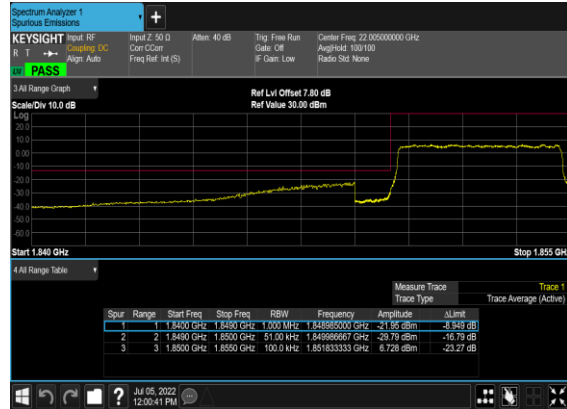 Spectrum Analyzer 1
Spurious Emissions
+
KEYSIGHT Input: RF Input Z: 50 Ω Atten: 40 dB Trig: Free Run Center Freq: 22.005000000 GHz
R T Coupling: DC Corr CCorr Gate: Off Avg|Hold: 100/100
Align: Auto Freq Ref: Int (S) IF Gain: Low Radio Std: None
LW PASS
3 All Range Graph
Ref Lvl Offset 7.80 dB
Scale/Div 10.0 dB Ref Value 30.00 dBm
Log
20.0
10.0
0.00
-10.0
-20.0
-30.0
-40.0
-50.0
-60.0
Start 1.840 GHz Stop 1.855 GH
4 All Range Table
Measure Trace Trace 1
Trace Type Trace Average (Active)
Spur Range Start Freq Stop Freq RBW Frequency Amplitude ΔLimit
1 1 1.8400 GHz 1.8490 GHz 1.000 MHz 1.848985000 GHz -21.95 dBm -8.949 dB
2 2 1.8490 GHz 1.8500 GHz 51.00 kHz 1.849986667 GHz -29.79 dBm -16.79 dB
3 3 1.8500 GHz 1.8550 GHz 100.0 kHz 1.851833333 GHz 6.728 dBm -23.27 dB
? Jul 05, 2022
12:00:41 PM